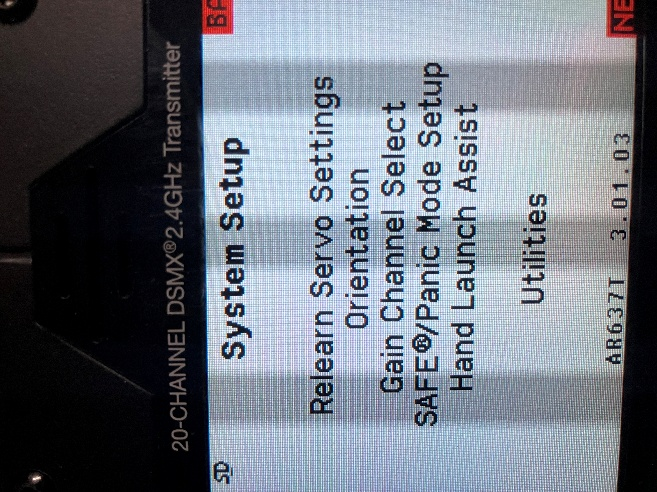 20-CHANNEL DSMX®2.4GHz Transmitter
SD
System Setup
Relearn Servo Settings
Orientation
Gain Channel Select
SAFE®/Panic Mode Setup
Hand Launch Assist
Utilities
AR637T 3.01.03